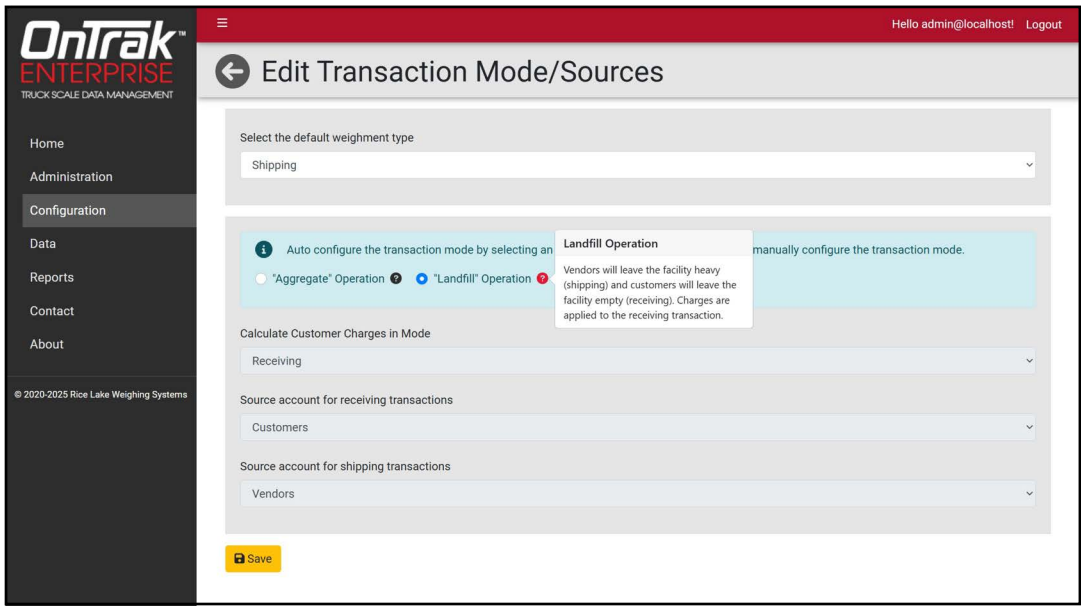 OnTrak™
ENTERPRISE
TRUCK SCALE DATA MANAGEMENT
Hello admin@localhost! Logout
Edit Transaction Mode/Sources
Home
Administration
Configuration
Data
Reports
Contact
About
© 2020-2025 Rice Lake Weighing Systems
Select the default weighment type
Shipping
Auto configure the transaction mode by selecting an
manually configure the transaction mode.
"Aggregate" Operation ?
"Landfill" Operation ?
Landfill Operation
Vendors will leave the facility heavy
(shipping) and customers will leave the
facility empty (receiving). Charges are
applied to the receiving transaction.
Calculate Customer Charges in Mode
Receiving
Source account for receiving transactions
Customers
Source account for shipping transactions
Vendors
Save